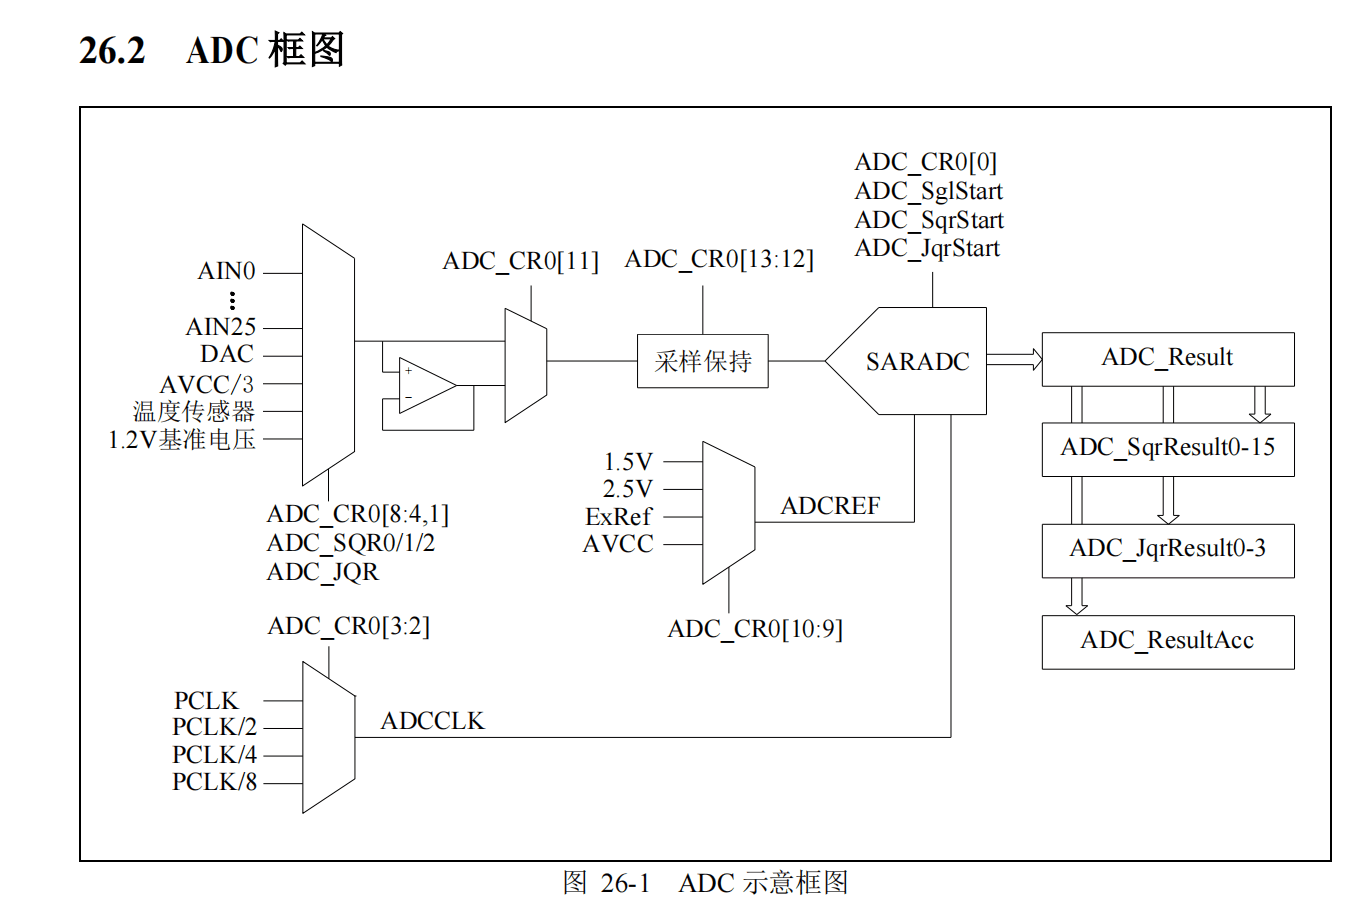 26.2 ADC 框图
ADC_CR0[0]
ADC_SglStart
ADC_SqrStart
ADC_JqrStart
ADC_CR0[11]
ADC_CR0[13:12]
AIN0
AIN25
DAC
AVCC/3
温度传感器
1.2V基准电压
+
−
采样保持
SARADC
ADC_Result
ADC_SqrResult0-15
ADC_JqrResult0-3
ADC_ResultAcc
1.5V
2.5V
ExRef
AVCC
ADCREF
ADC_CR0[10:9]
ADC_CR0[8:4,1]
ADC_SQR0/1/2
ADC_JQR
ADC_CR0[3:2]
PCLK
PCLK/2
PCLK/4
PCLK/8
ADCCLK
图 26-1 ADC 示意框图